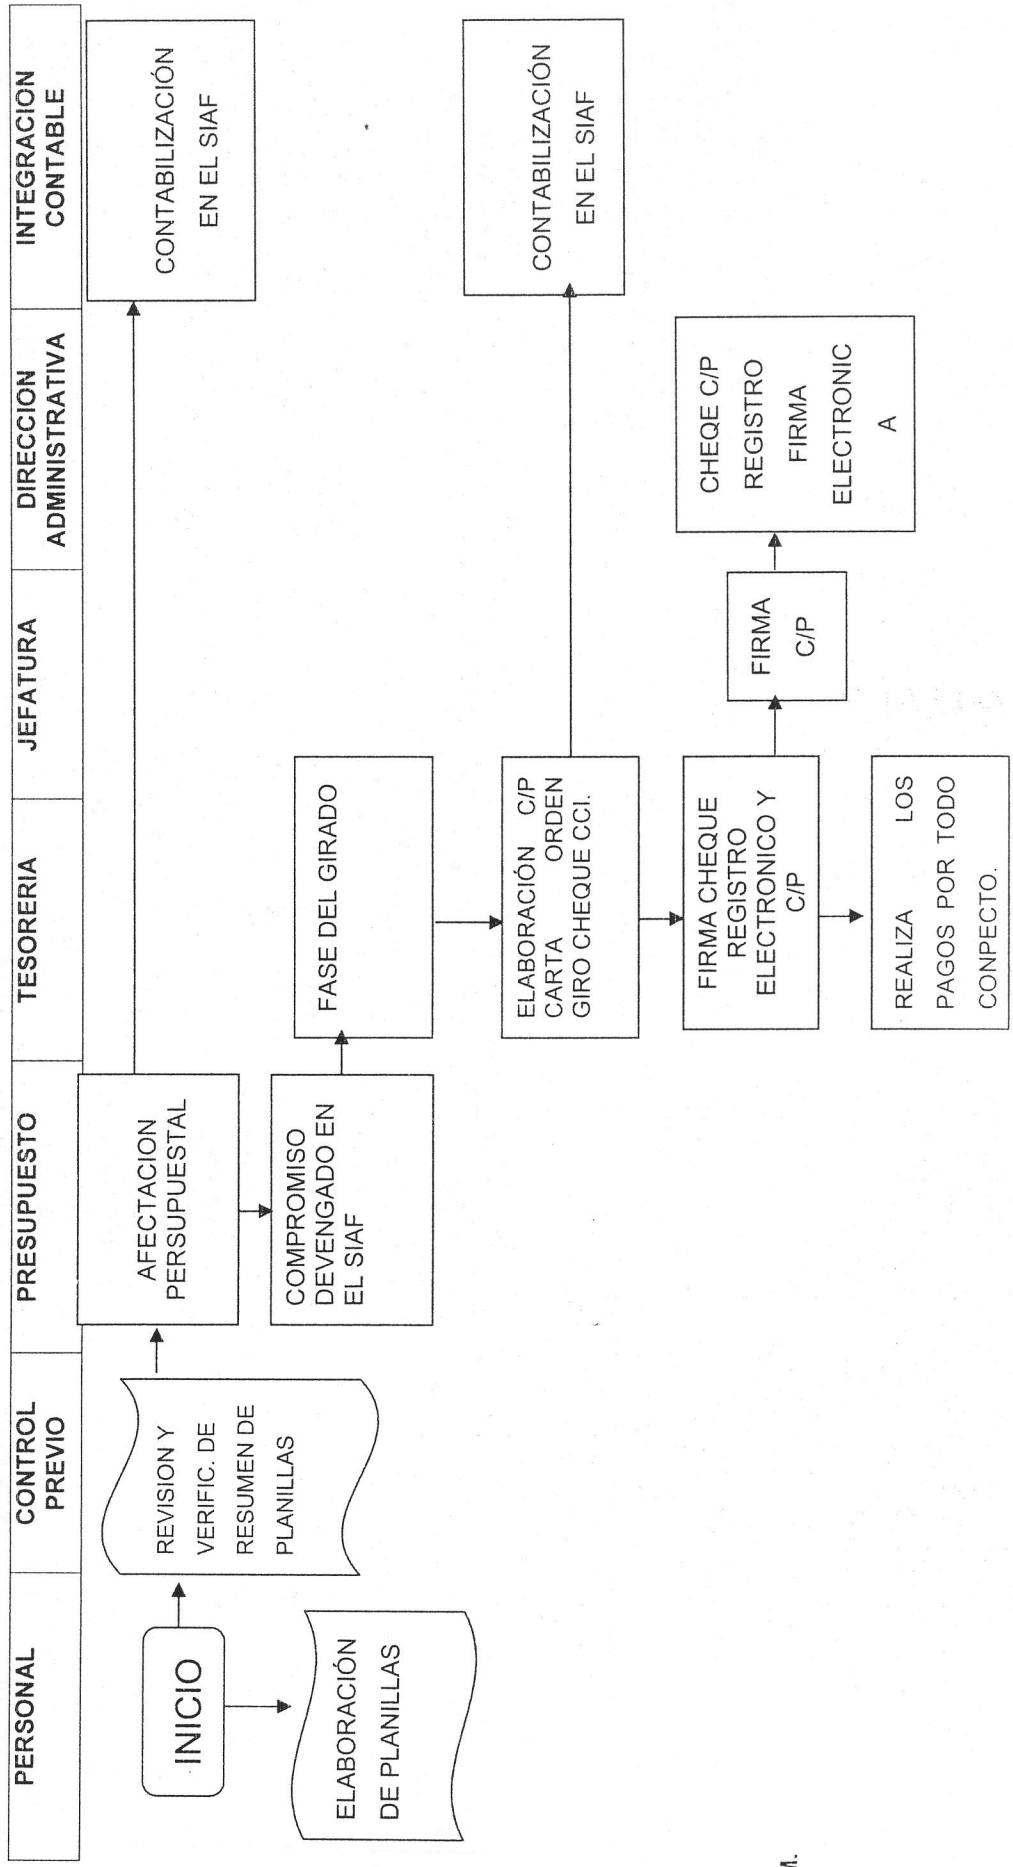 PERSONAL
CONTROL
PREVIO
PRESUPUESTO
TESORERIA
JEFATURA
DIRECCION
ADMINISTRATIVA
INTEGRACION
CONTABLE
INICIO
ELABORACIÓN
DE PLANILLAS
REVISION Y
VERIFIC. DE
RESUMEN DE
PLANILLAS
AFECTACION
PERSUPUESTAL
CONTABILIZACIÓN
EN EL SIAF
COMPROMISO
DEVENGADO EN
EL SIAF
FASE DEL GIRADO
ELABORACIÓN C/P
CARTA ORDEN
GIRO CHEQUE CCI.
CONTABILIZACIÓN
EN EL SIAF
FIRMA CHEQUE
REGISTRO
ELECTRONICO Y
C/P
FIRMA
C/P
CHEQE C/P
REGISTRO
FIRMA
ELECTRONIC
A
REALIZA LOS
PAGOS POR TODO
CONPECTO.
M.